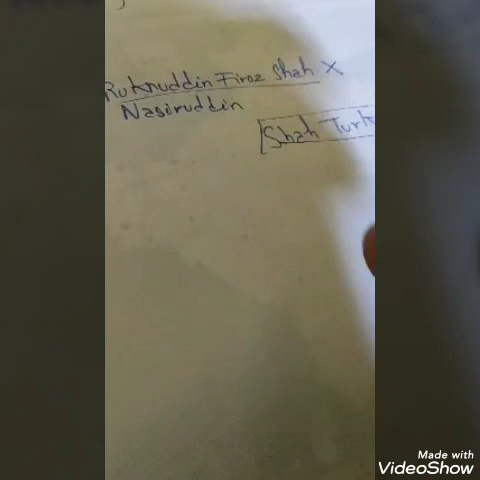 Ruknuddin Firoz Shah X
Nasiruddin
Shah Turk
Made with
VideoShow